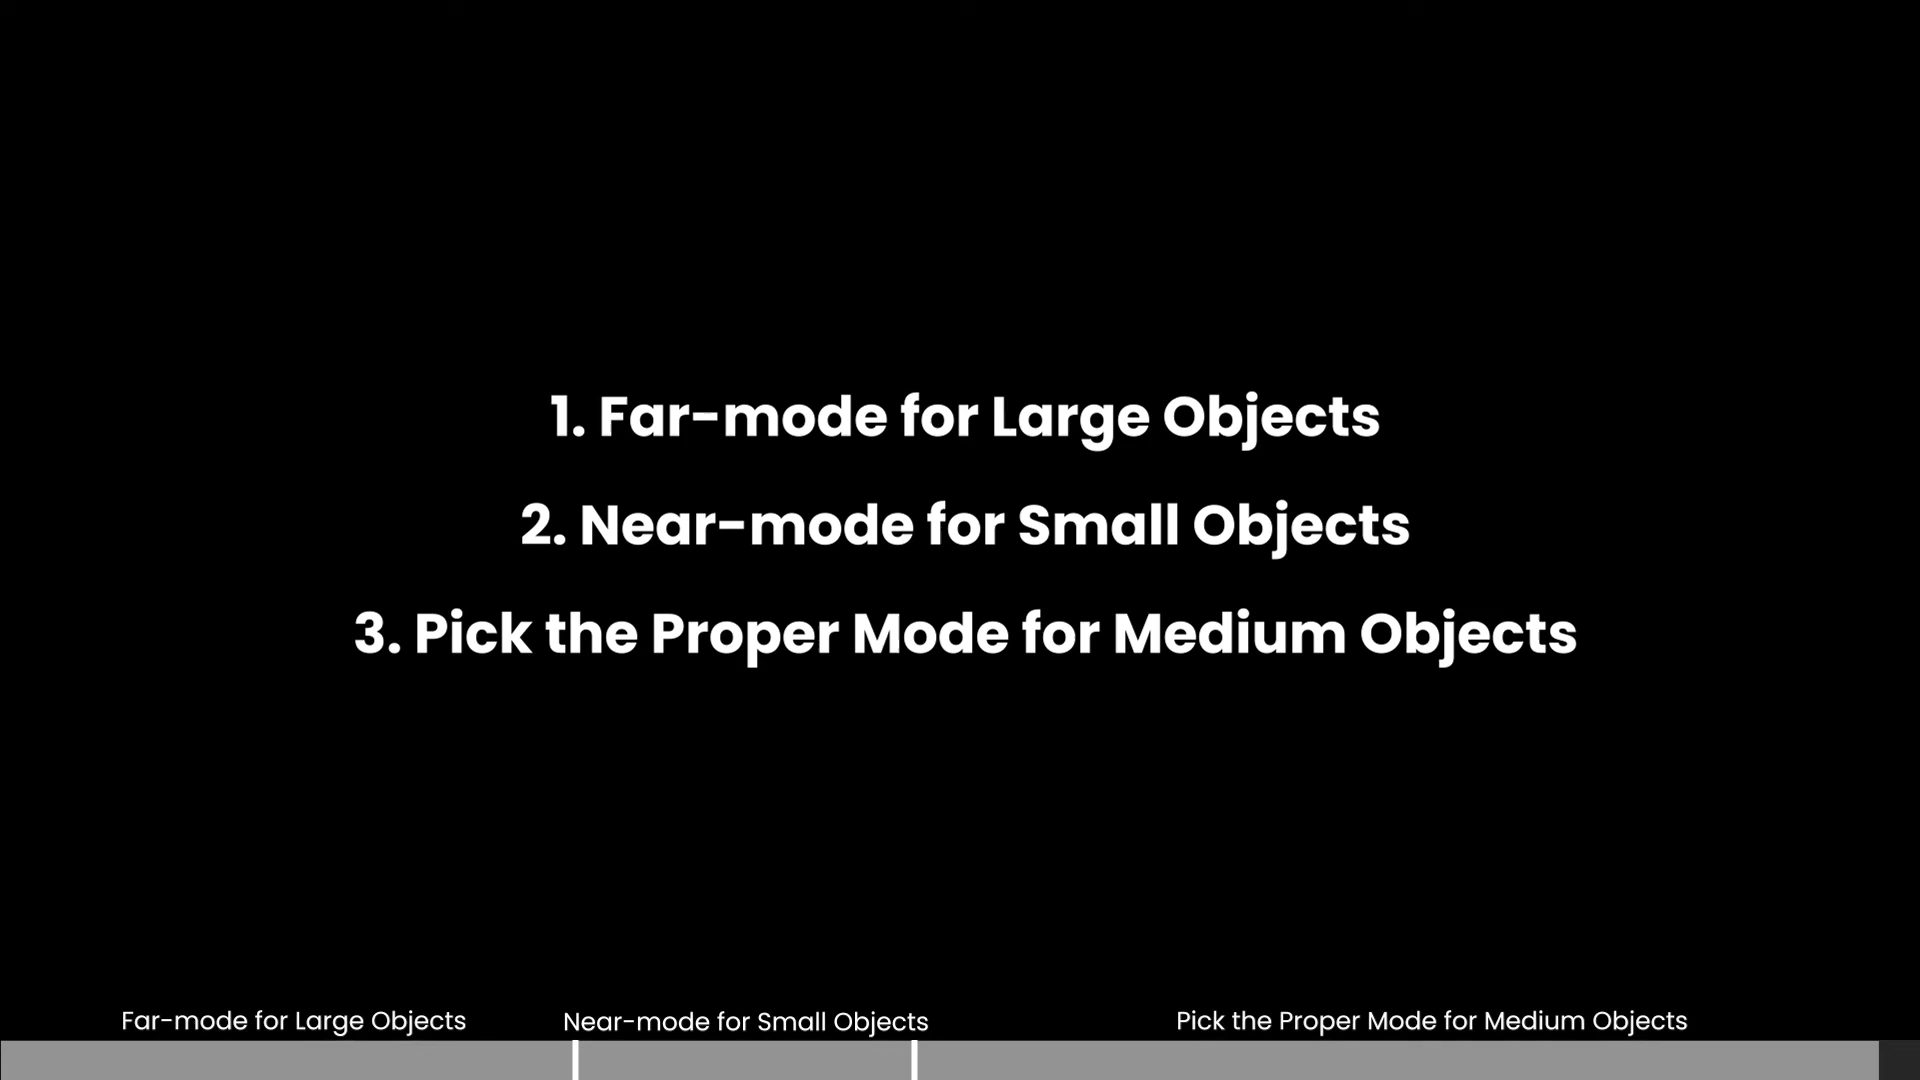 1. Far-mode for Large Objects
2. Near-mode for Small Objects
3. Pick the Proper Mode for Medium Objects
Far-mode for Large Objects
Near-mode for Small Objects
Pick the Proper Mode for Medium Objects